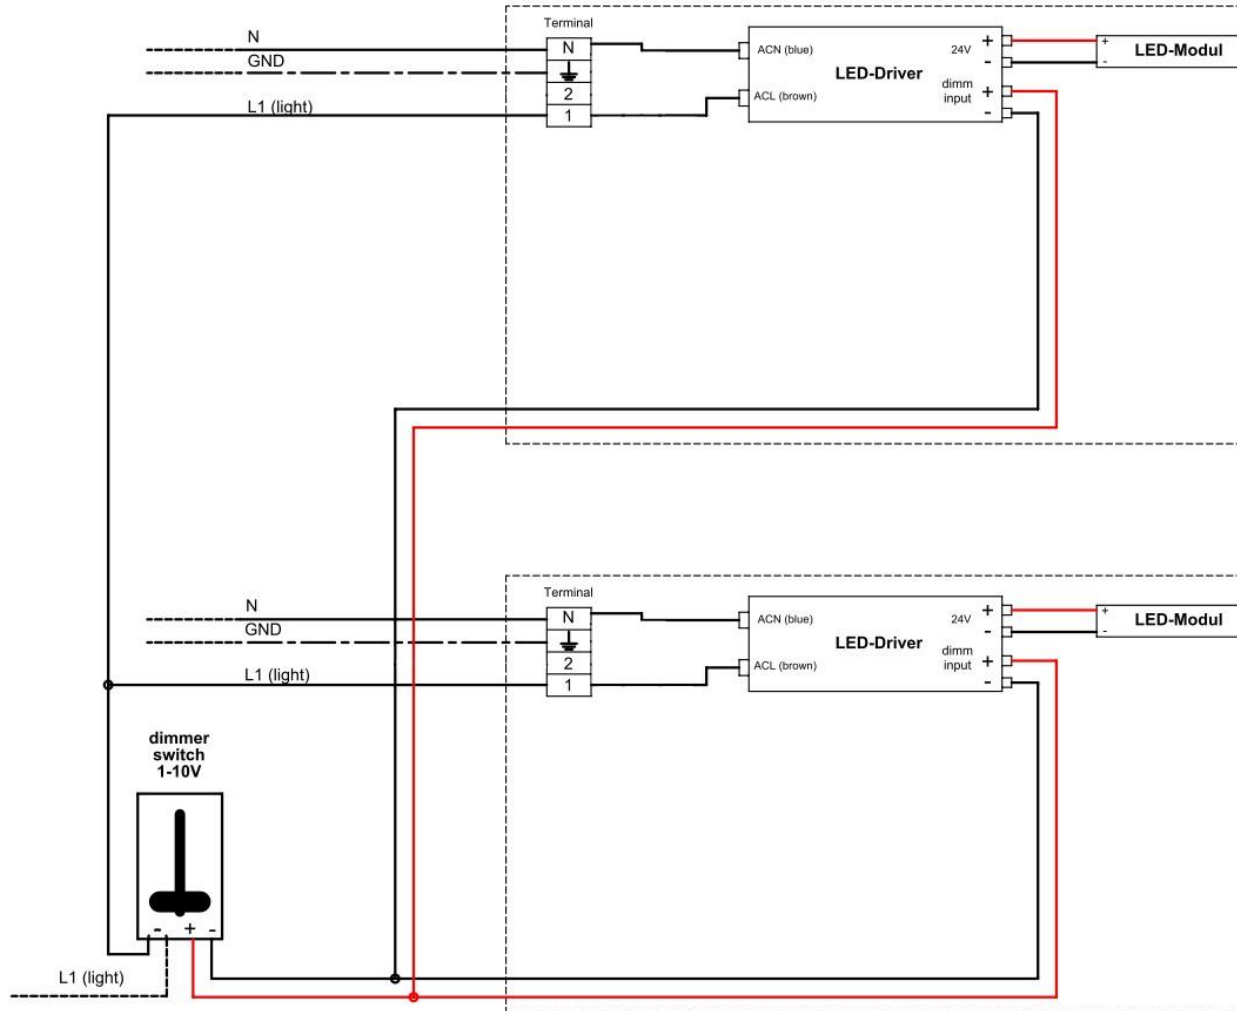 Terminal
N
GND
L1 (light)
N
2
1
ACN (blue)
ACL (brown)
LED-Driver
24V
+
-
dimm
input
+
-
+
-
LED-Modul
Terminal
N
GND
L1 (light)
N
2
1
ACN (blue)
ACL (brown)
LED-Driver
24V
+
-
dimm
input
+
-
+
-
LED-Modul
dimmer
switch
1-10V
- + -
L1 (light)